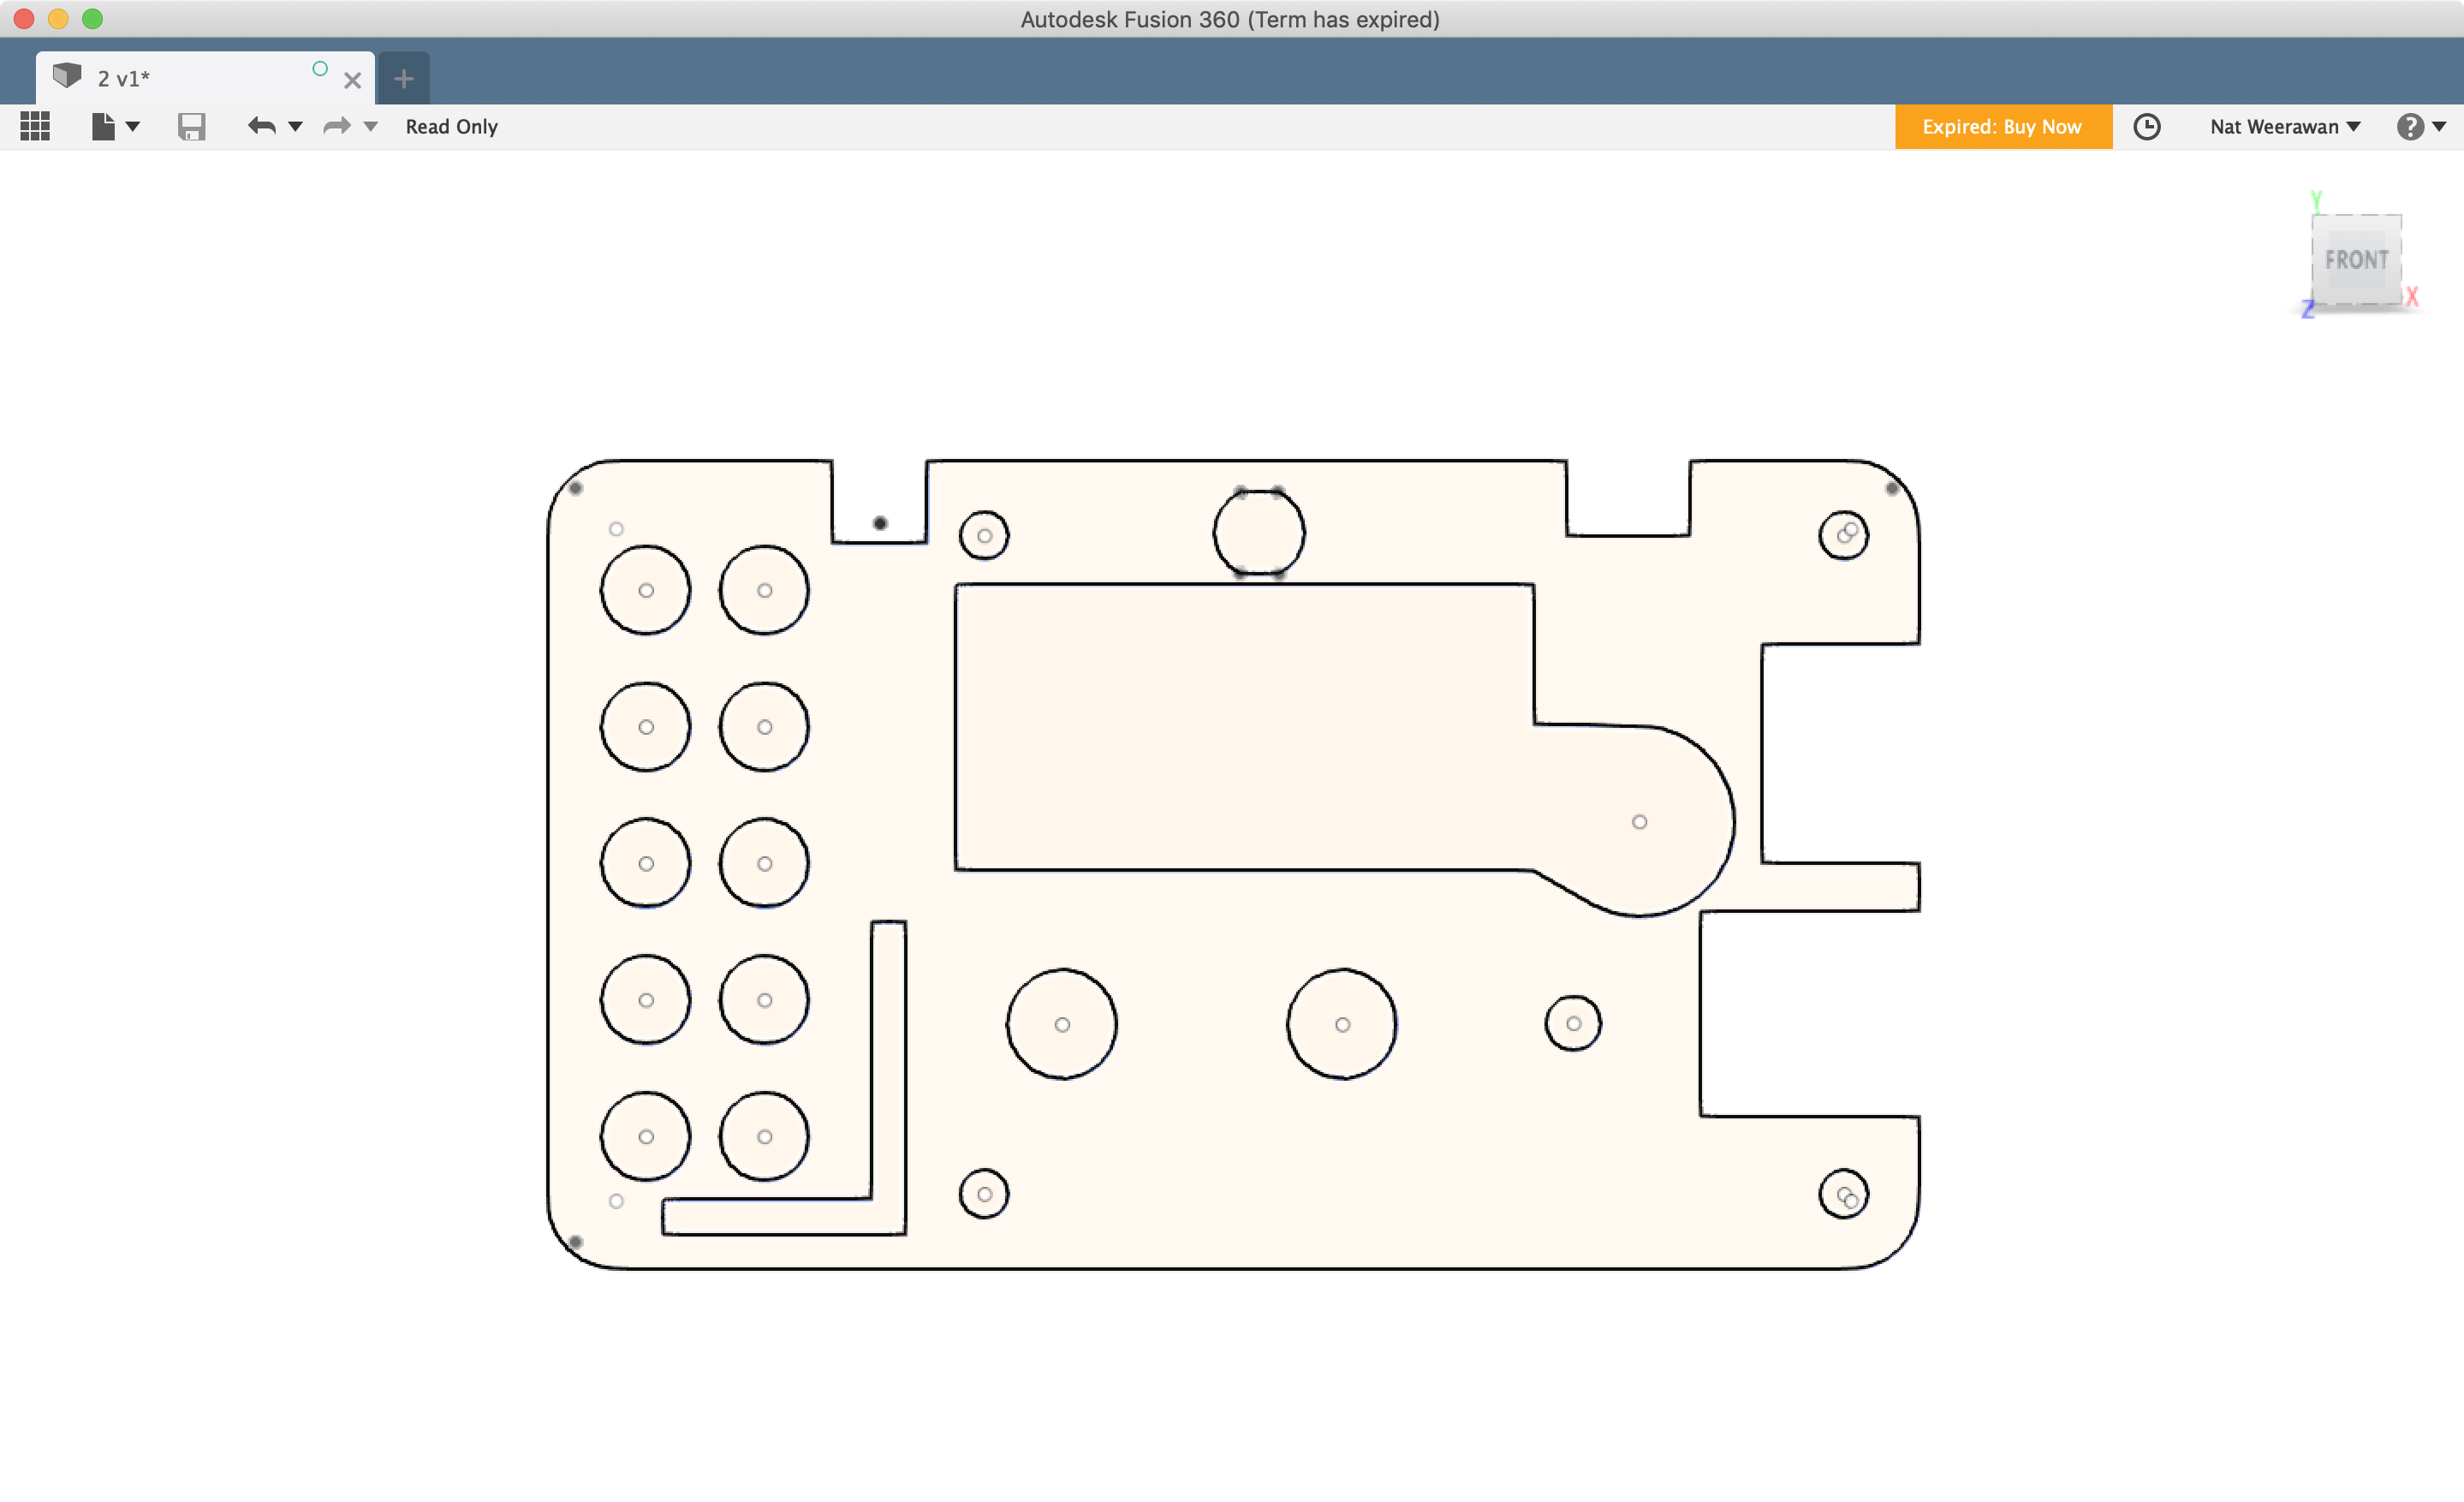 Autodesk Fusion 360 (Term has expired)
2 v1*
Read Only
Expired: Buy Now
Nat Weerawan
?
Y
FRONT
X
Z